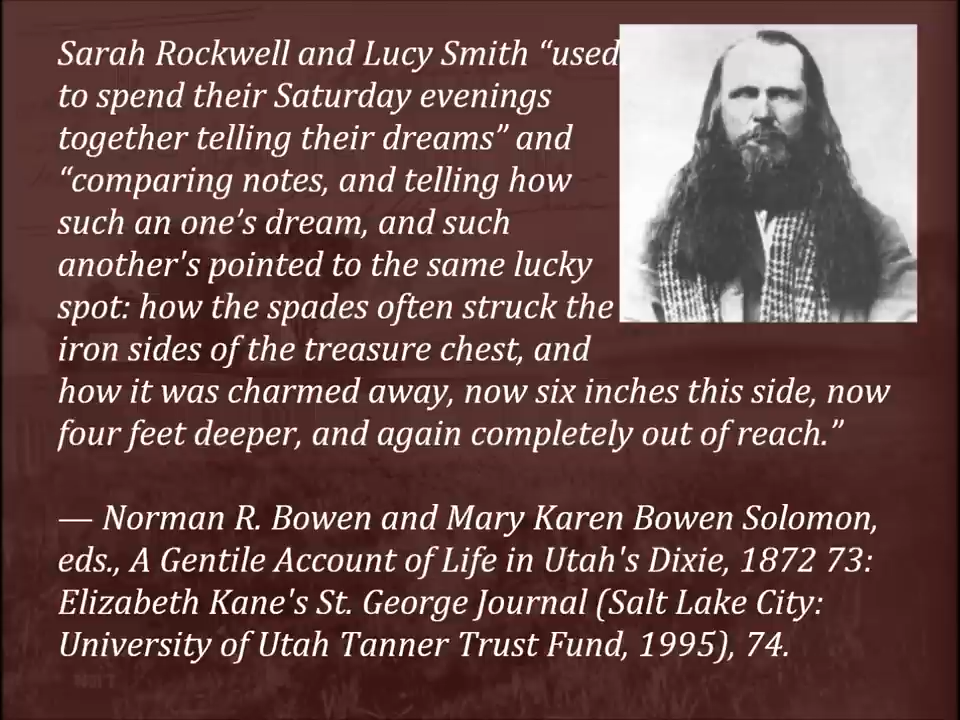 Sarah Rockwell and Lucy Smith “used
to spend their Saturday evenings
together telling their dreams” and
“comparing notes, and telling how
such an one’s dream, and such
another's pointed to the same lucky
spot: how the spades often struck the
iron sides of the treasure chest, and
how it was charmed away, now six inches this side, now
four feet deeper, and again completely out of reach.”
— Norman R. Bowen and Mary Karen Bowen Solomon,
eds., A Gentile Account of Life in Utah's Dixie, 1872 73:
Elizabeth Kane's St. George Journal (Salt Lake City:
University of Utah Tanner Trust Fund, 1995), 74.